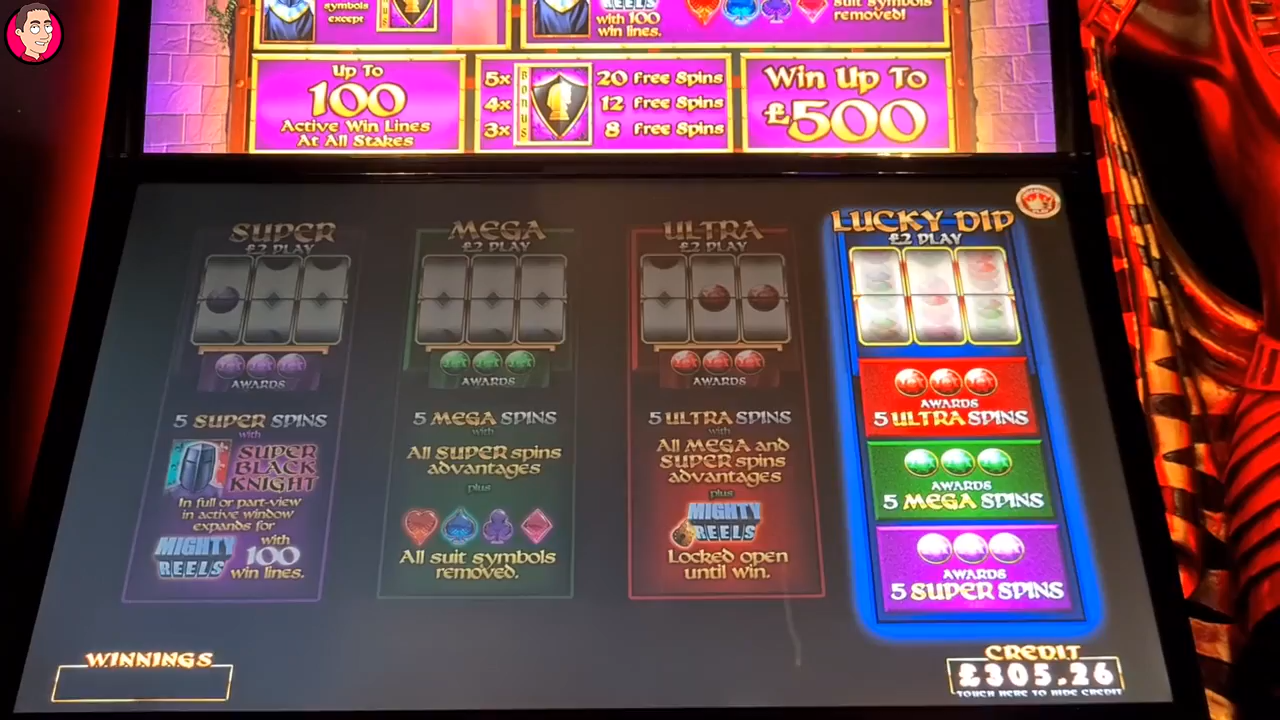 symbols
except
REELS
with 100
win lines.
suit symbols
removed!
Up To
100
Active Win Lines
At All Stakes
5x
4x
3x
Bonus
20 Free Spins
12 Free Spins
8 Free Spins
Win Up To
£500
SUPER
£2 PLAY
AWARDS
5 SUPER SPINS
with
SUPER
BLACK
KNIGHT
In full or part-view
in active window
expands for
MIGHTY
REELS
with
100
win lines.
MEGA
£2 PLAY
AWARDS
5 MEGA SPINS
with
All SUPER spins
advantages
plus
All suit symbols
removed.
ULTRA
£2 PLAY
AWARDS
5 ULTRA SPINS
with
All MEGA and
SUPER spins
advantages
plus
MIGHTY
REELS
Locked open
until win.
LUCKY DIP
£2 PLAY
AWARDS
5 ULTRA SPINS
AWARDS
5 MEGA SPINS
AWARDS
5 SUPER SPINS
WINNINGS
CREDIT
£305.26
TOUCH HERE TO HIDE CREDIT